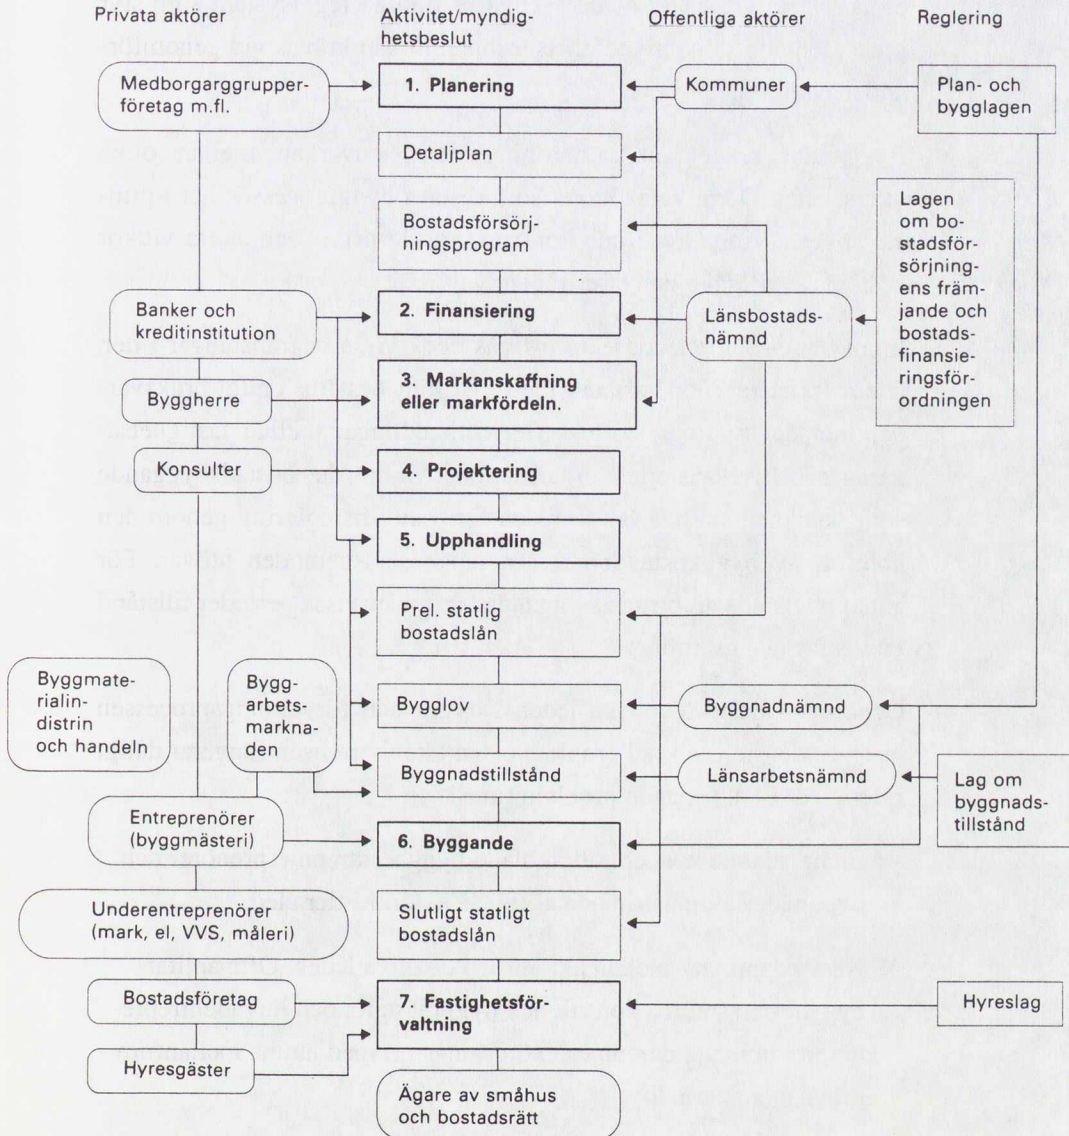 Privata aktörer
Aktivitet/myndig-
hetsbeslut
Offentliga aktörer
Reglering
Medborgarggrupper-
företag m.fl.
1. Planering
Kommuner
Plan- och
bygglagen
Detaljplan
Bostadsförsörj-
ningsprogram
Lagen
om bo-
stadsför-
sörjning-
ens främ-
jande och
bostads-
finansie-
ringsför-
ordningen
Banker och
kreditinstitution
2. Finansiering
Länsbostads-
nämnd
Byggherre
3. Markanskaffning
eller markfördeln.
Konsulter
4. Projektering
5. Upphandling
Prel. statlig
bostadslån
Byggmate-
rialin-
distrin
och handeln
Bygg-
arbets-
markna-
den
Bygglov
Byggnadnämnd
Byggnadstillstånd
Länsarbetsnämnd
Lag om
byggnads-
tillstånd
Entreprenörer
(byggmästeri)
6. Byggande
Underentreprenörer
(mark, el, VVS, måleri)
Slutligt statligt
bostadslån
Bostadsföretag
7. Fastighetsför-
valtning
Hyreslag
Hyresgäster
Ägare av småhus
och bostadsrätt